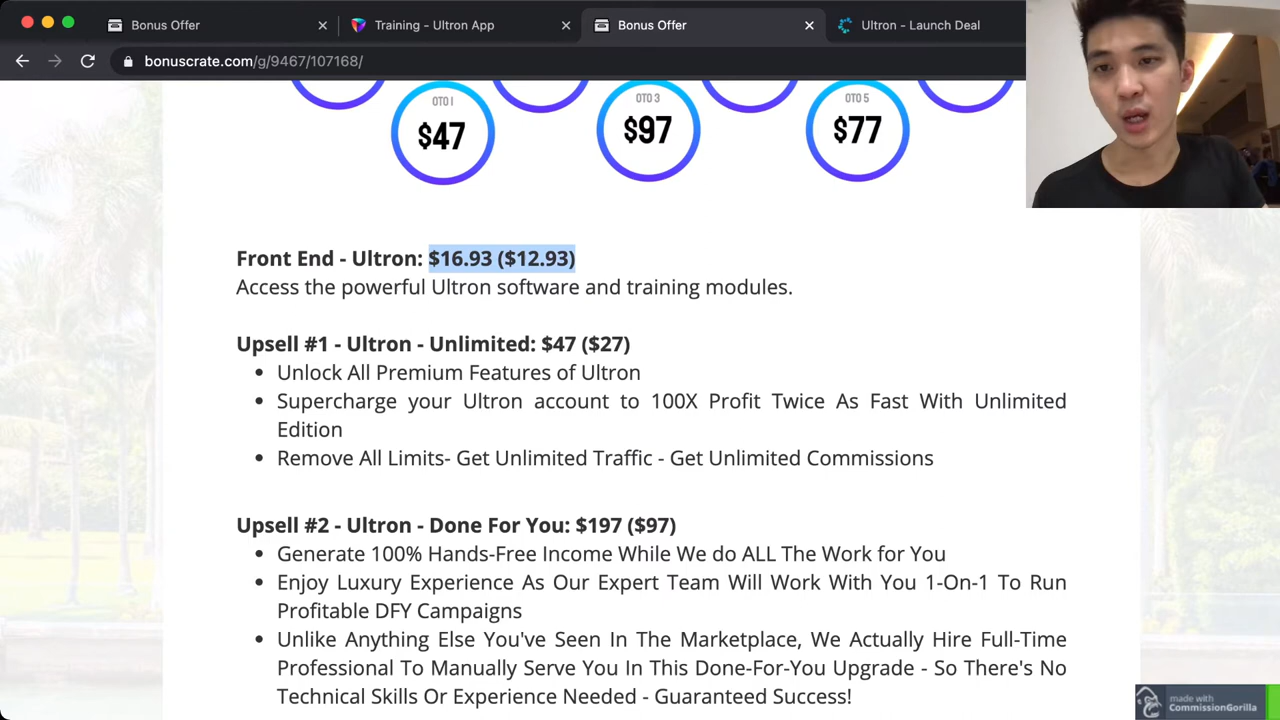 Bonus Offer
Training - Ultron App
Bonus Offer
Ultron - Launch Deal
bonuscrate.com/g/9467/107168/
OTO 1
$47
OTO 3
$97
OTO 5
$77
Front End - Ultron: $16.93 ($12.93)
Access the powerful Ultron software and training modules.
Upsell #1 - Ultron - Unlimited: $47 ($27)
Unlock All Premium Features of Ultron
Supercharge your Ultron account to 100X Profit Twice As Fast With Unlimited
Edition
Remove All Limits- Get Unlimited Traffic - Get Unlimited Commissions
Upsell #2 - Ultron - Done For You: $197 ($97)
Generate 100% Hands-Free Income While We do ALL The Work for You
Enjoy Luxury Experience As Our Expert Team Will Work With You 1-On-1 To Run
Profitable DFY Campaigns
Unlike Anything Else You've Seen In The Marketplace, We Actually Hire Full-Time
Professional To Manually Serve You In This Done-For-You Upgrade - So There's No
Technical Skills Or Experience Needed - Guaranteed Success!
made with
CommissionGorilla